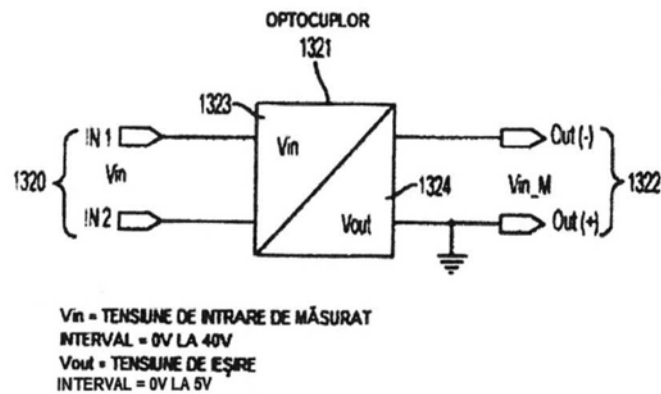 OPTOCUPLOR
1321
1323
IN 1
Vin
Out (-)
1320
Vin
1324
Vin_M
1322
IN 2
Vout
Out (+)
Vin = TENSIUNE DE INTRARE DE MĂSURAT
INTERVAL = 0V LA 40V
Vout = TENSIUNE DE IEŞIRE
INTERVAL = 0V LA 5V